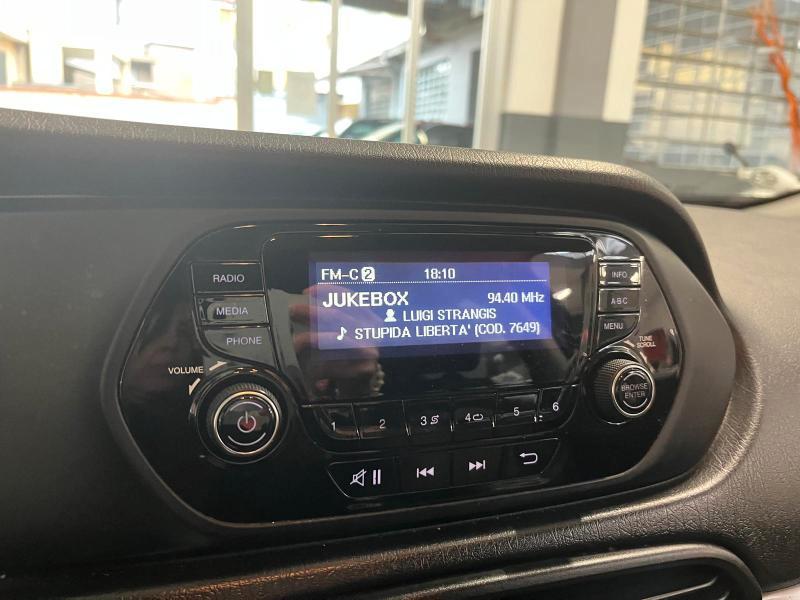 FM-C 2 18:10
JUKEBOX 94.40 MHz
LUIGI STRANGIS
STUPIDA LIBERTA' (COD. 7649)
RADIO
MEDIA
PHONE
VOLUME
INFO
A-B-C
MENU
TUNE
SCROLL
BROWSE
ENTER
1 2 3 4 5 6